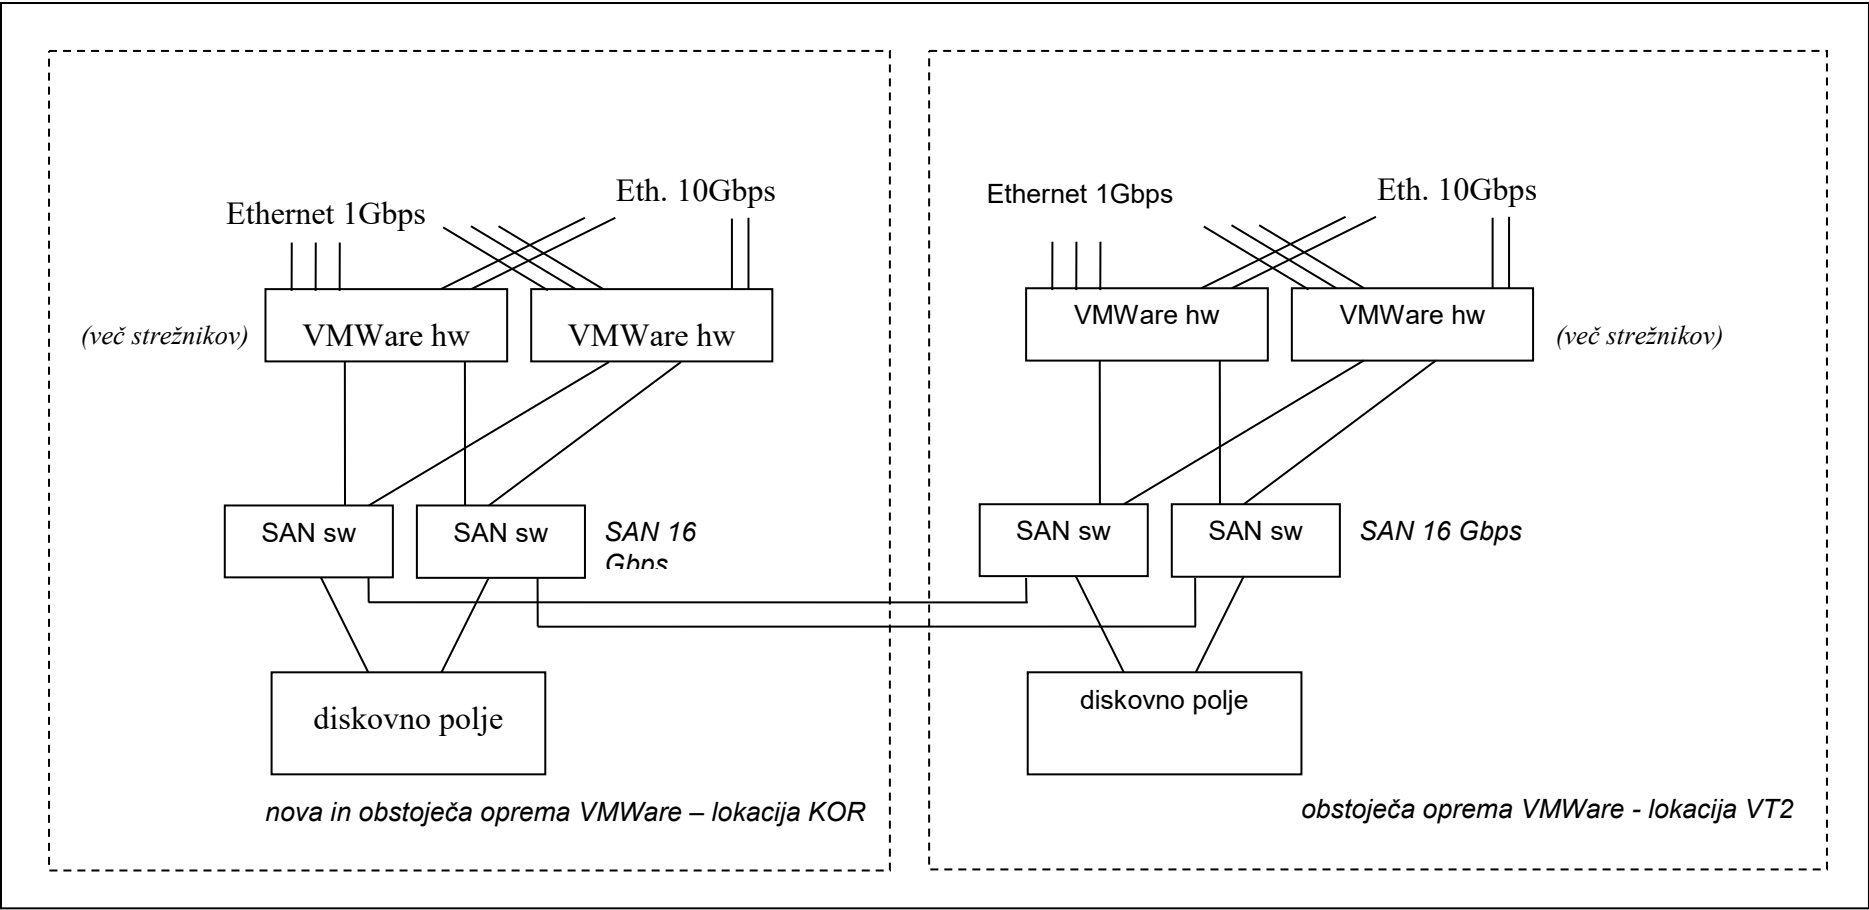 Ethernet 1Gbps
Eth. 10Gbps
(več strežnikov)
VMWare hw
VMWare hw
SAN sw
SAN sw
SAN 16
Gbps
diskovno polje
nova in obstoječa oprema VMWare – lokacija KOR
Ethernet 1Gbps
Eth. 10Gbps
VMWare hw
VMWare hw
(več strežnikov)
SAN sw
SAN sw
SAN 16 Gbps
diskovno polje
obstoječa oprema VMWare - lokacija VT2